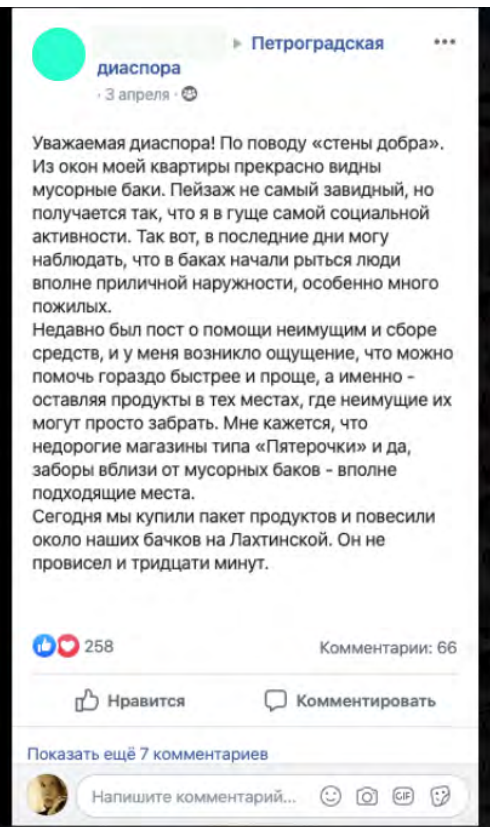 Петроградская
диаспора
· 3 апреля ·
Уважаемая диаспора! По поводу «стены добра».
Из окон моей квартиры прекрасно видны
мусорные баки. Пейзаж не самый завидный, но
получается так, что я в гуще самой социальной
активности. Так вот, в последние дни могу
наблюдать, что в баках начали рыться люди
вполне приличной наружности, особенно много
пожилых.
Недавно был пост о помощи неимущим и сборе
средств, и у меня возникло ощущение, что можно
помочь гораздо быстрее и проще, а именно -
оставляя продукты в тех местах, где неимущие их
могут просто забрать. Мне кажется, что
недорогие магазины типа «Пятерочки» и да,
заборы вблизи от мусорных баков - вполне
подходящие места.
Сегодня мы купили пакет продуктов и повесили
около наших бачков на Лахтинской. Он не
провисел и тридцати минут.
258 Комментарии: 66
Нравится Комментировать
Показать ещё 7 комментариев
Напишите комментарий... GIF